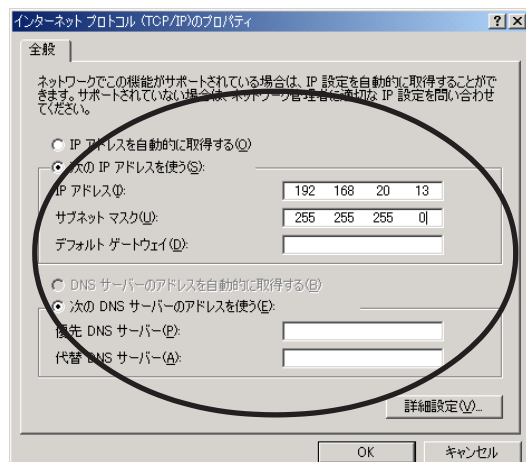 インターネット プロトコル (TCP/IP)のプロパティ
全般
ネットワークでこの機能がサポートされている場合は、IP 設定を自動的に取得することがで
きます。サポートされていない場合は、ネットワーク管理者に適切な IP 設定を問い合わせ
てください。
IP アドレスを自動的に取得する(O)
次の IP アドレスを使う(S):
IP アドレス(I): 192 168 20 13
サブネット マスク(U): 255 255 255 0
デフォルト ゲートウェイ(D):
DNS サーバーのアドレスを自動的に取得する(B)
次の DNS サーバーのアドレスを使う(E):
優先 DNS サーバー(P):
代替 DNS サーバー(A):
詳細設定(V)...
OK キャンセル